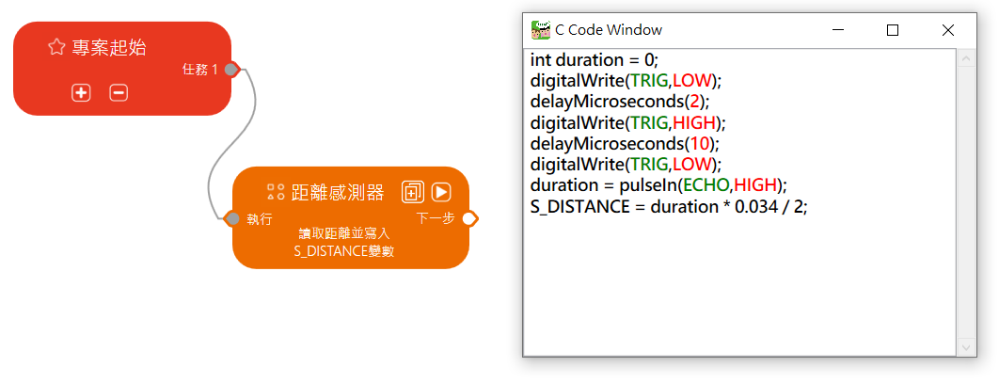 專案起始
任務 1
距離感測器
執行
下一步
讀取距離並寫入
S_DISTANCE變數
C Code Window
int duration = 0;
digitalWrite(TRIG,LOW);
delayMicroseconds(2);
digitalWrite(TRIG,HIGH);
delayMicroseconds(10);
digitalWrite(TRIG,LOW);
duration = pulseIn(ECHO,HIGH);
S_DISTANCE = duration * 0.034 / 2;